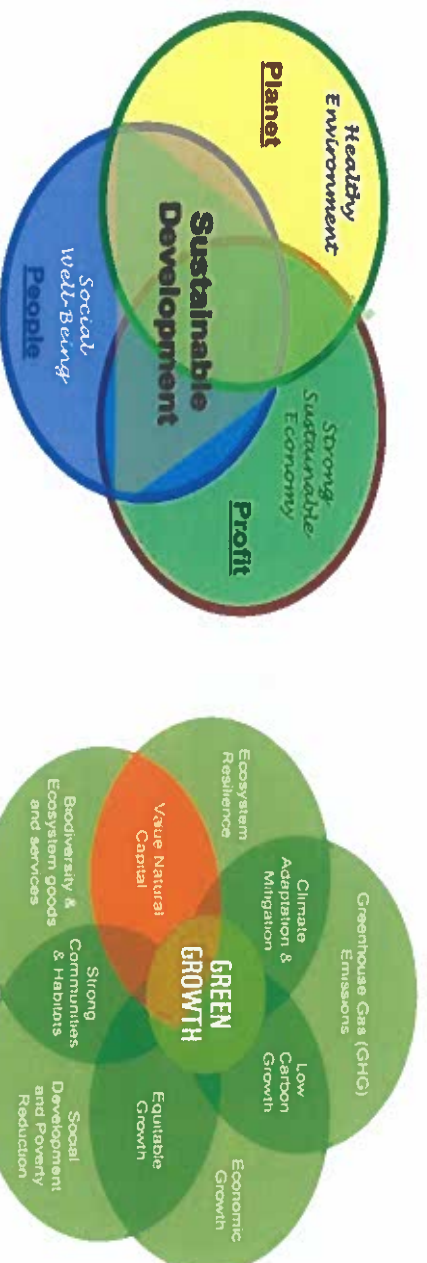 Healthy
Environment
Planet
Sustainable
Development
Social
Well-Being
People
Strong
Sustainable
Economy
Profit
Greenhouse Gas (GHG)
Emissions
Ecosystem
Resilience
Climate
Adaptation &
Mitigation
Low
Carbon
Growth
Economic
Growth
Value Natural
Capital
GREEN
GROWTH
Equitable
Growth
Biodiversity &
Ecosystem goods
and services
Strong
Communities
& Habitats
Social
Development
and Poverty
Reduction